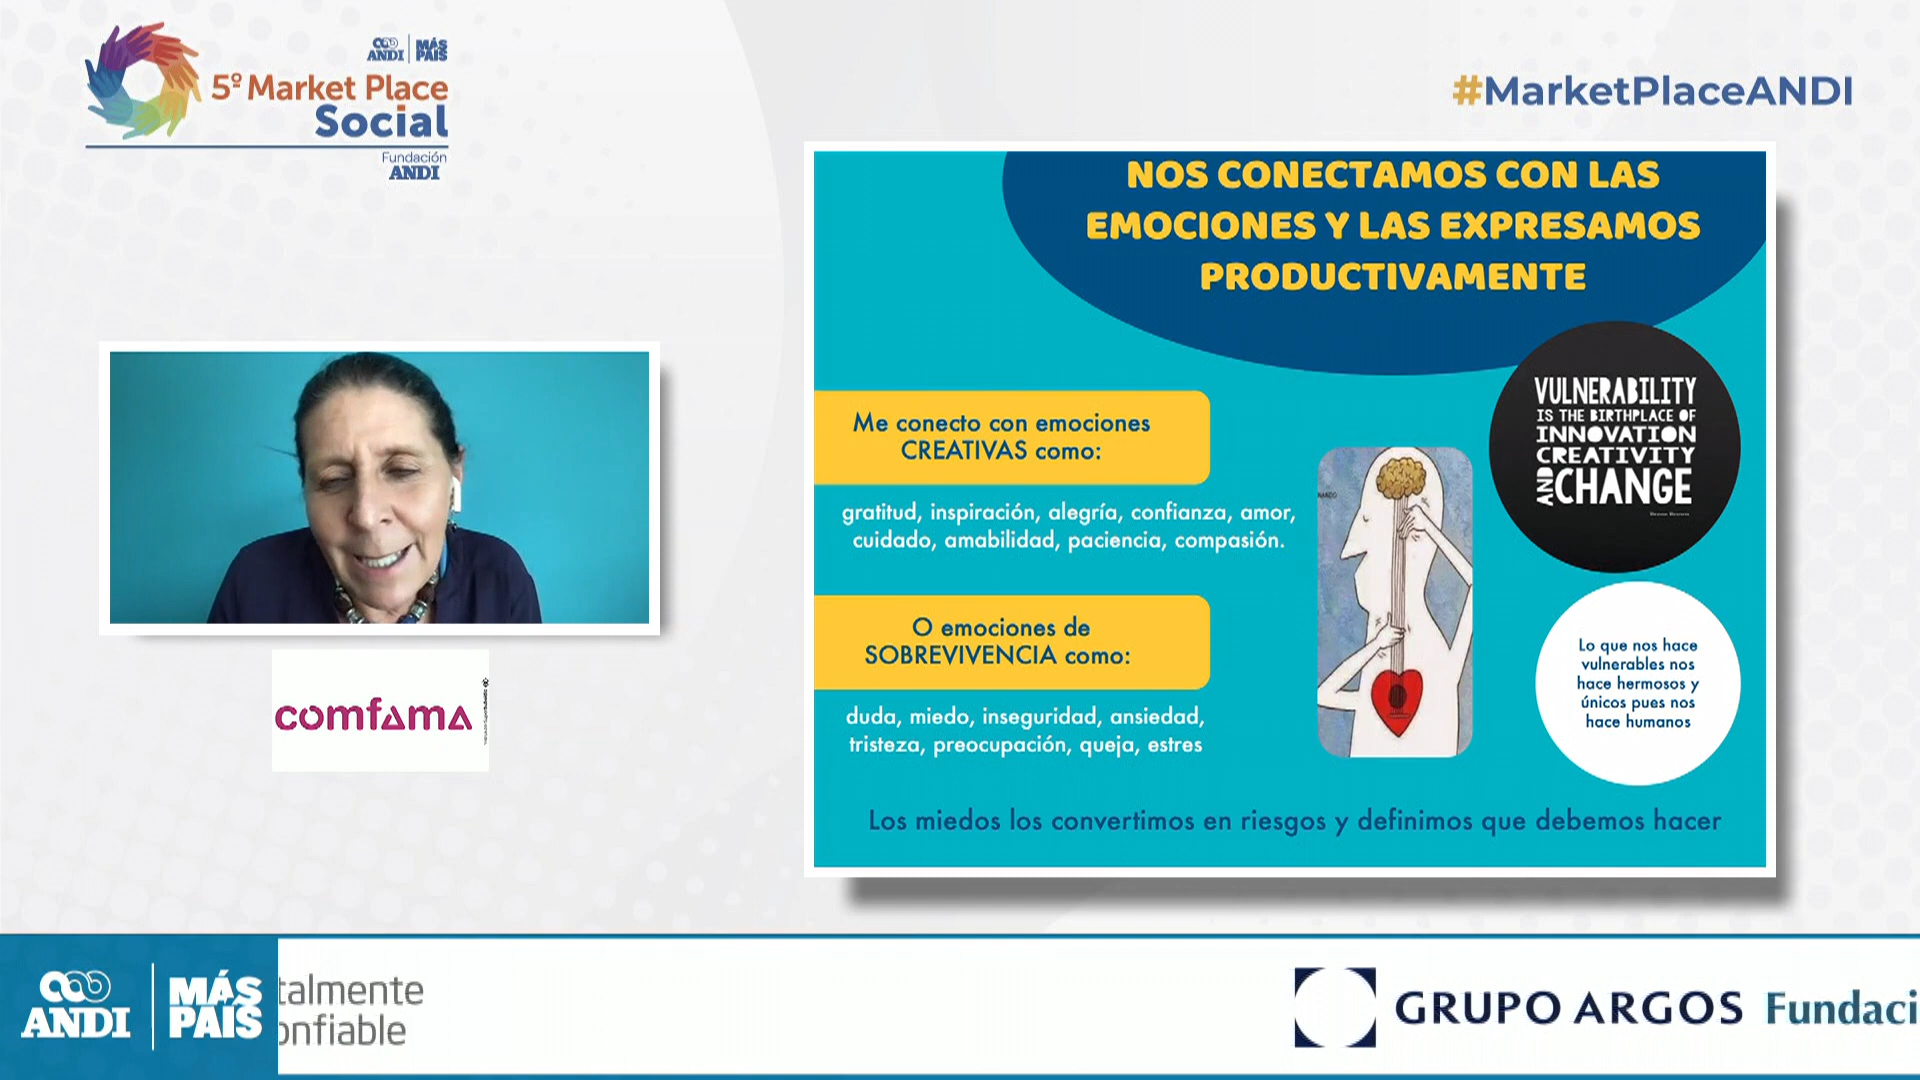 ANDI
MÁS
PAÍS
5º Market Place
Social
Fundación
ANDI
#MarketPlaceANDI
NOS CONECTAMOS CON LAS
EMOCIONES Y LAS EXPRESAMOS
PRODUCTIVAMENTE
VULNERABILITY
IS THE BIRTHPLACE OF
INNOVATION
CREATIVITY
AND CHANGE
Me conecto con emociones
CREATIVAS como:
gratitud, inspiración, alegría, confianza, amor,
cuidado, amabilidad, paciencia, compasión.
O emociones de
SOBREVIVENCIA como:
duda, miedo, inseguridad, ansiedad,
tristeza, preocupación, queja, estres
Lo que nos hace
vulnerables nos
hace hermosos y
únicos pues nos
hace humanos
Los miedos los convertimos en riesgos y definimos que debemos hacer
comfama
ANDI
MÁS
PAÍS
talmente
onfiable
GRUPO ARGOS Fundaci